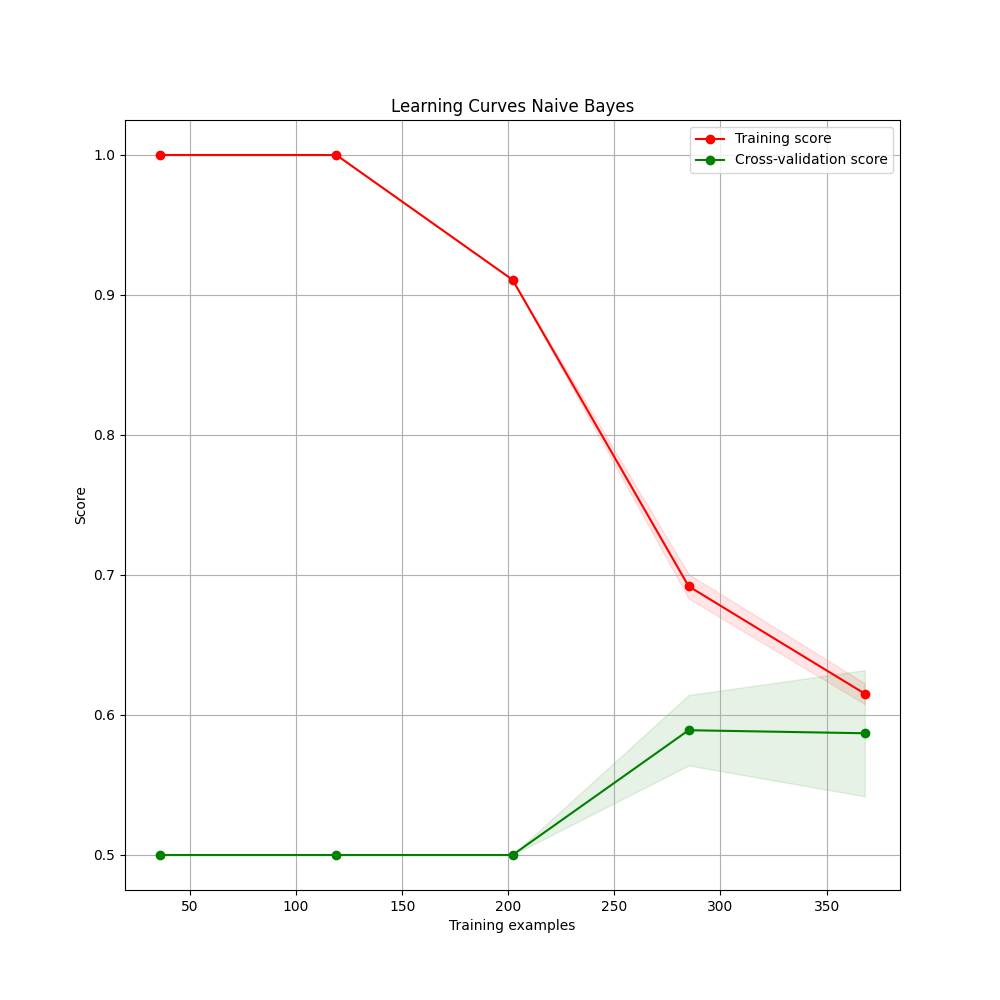 Learning Curves Naive Bayes
Training score
Cross-validation score
1.0
0.9
0.8
0.7
0.6
0.5
Score
50 100 150 200 250 300 350
Training examples